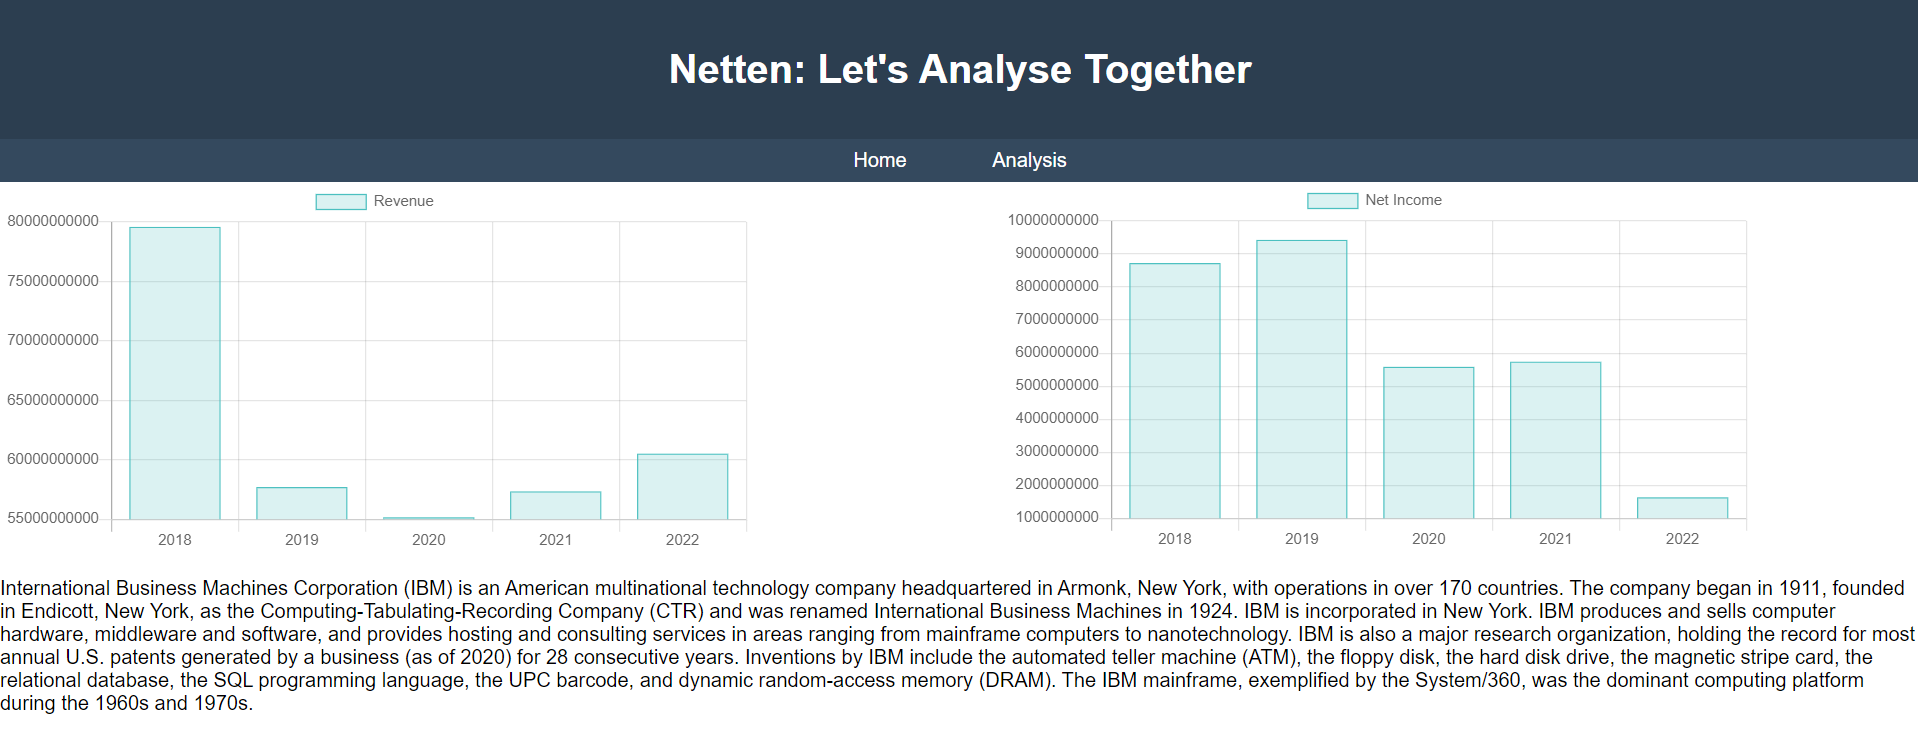 Netten: Let's Analyse Together
Home Analysis
Revenue
80000000000
75000000000
70000000000
65000000000
60000000000
55000000000
2018 2019 2020 2021 2022
Net Income
10000000000
9000000000
8000000000
7000000000
6000000000
5000000000
4000000000
3000000000
2000000000
1000000000
2018 2019 2020 2021 2022
International Business Machines Corporation (IBM) is an American multinational technology company headquartered in Armonk, New York, with operations in over 170 countries. The company began in 1911, founded
in Endicott, New York, as the Computing-Tabulating-Recording Company (CTR) and was renamed International Business Machines in 1924. IBM is incorporated in New York. IBM produces and sells computer
hardware, middleware and software, and provides hosting and consulting services in areas ranging from mainframe computers to nanotechnology. IBM is also a major research organization, holding the record for most
annual U.S. patents generated by a business (as of 2020) for 28 consecutive years. Inventions by IBM include the automated teller machine (ATM), the floppy disk, the hard disk drive, the magnetic stripe card, the
relational database, the SQL programming language, the UPC barcode, and dynamic random-access memory (DRAM). The IBM mainframe, exemplified by the System/360, was the dominant computing platform
during the 1960s and 1970s.